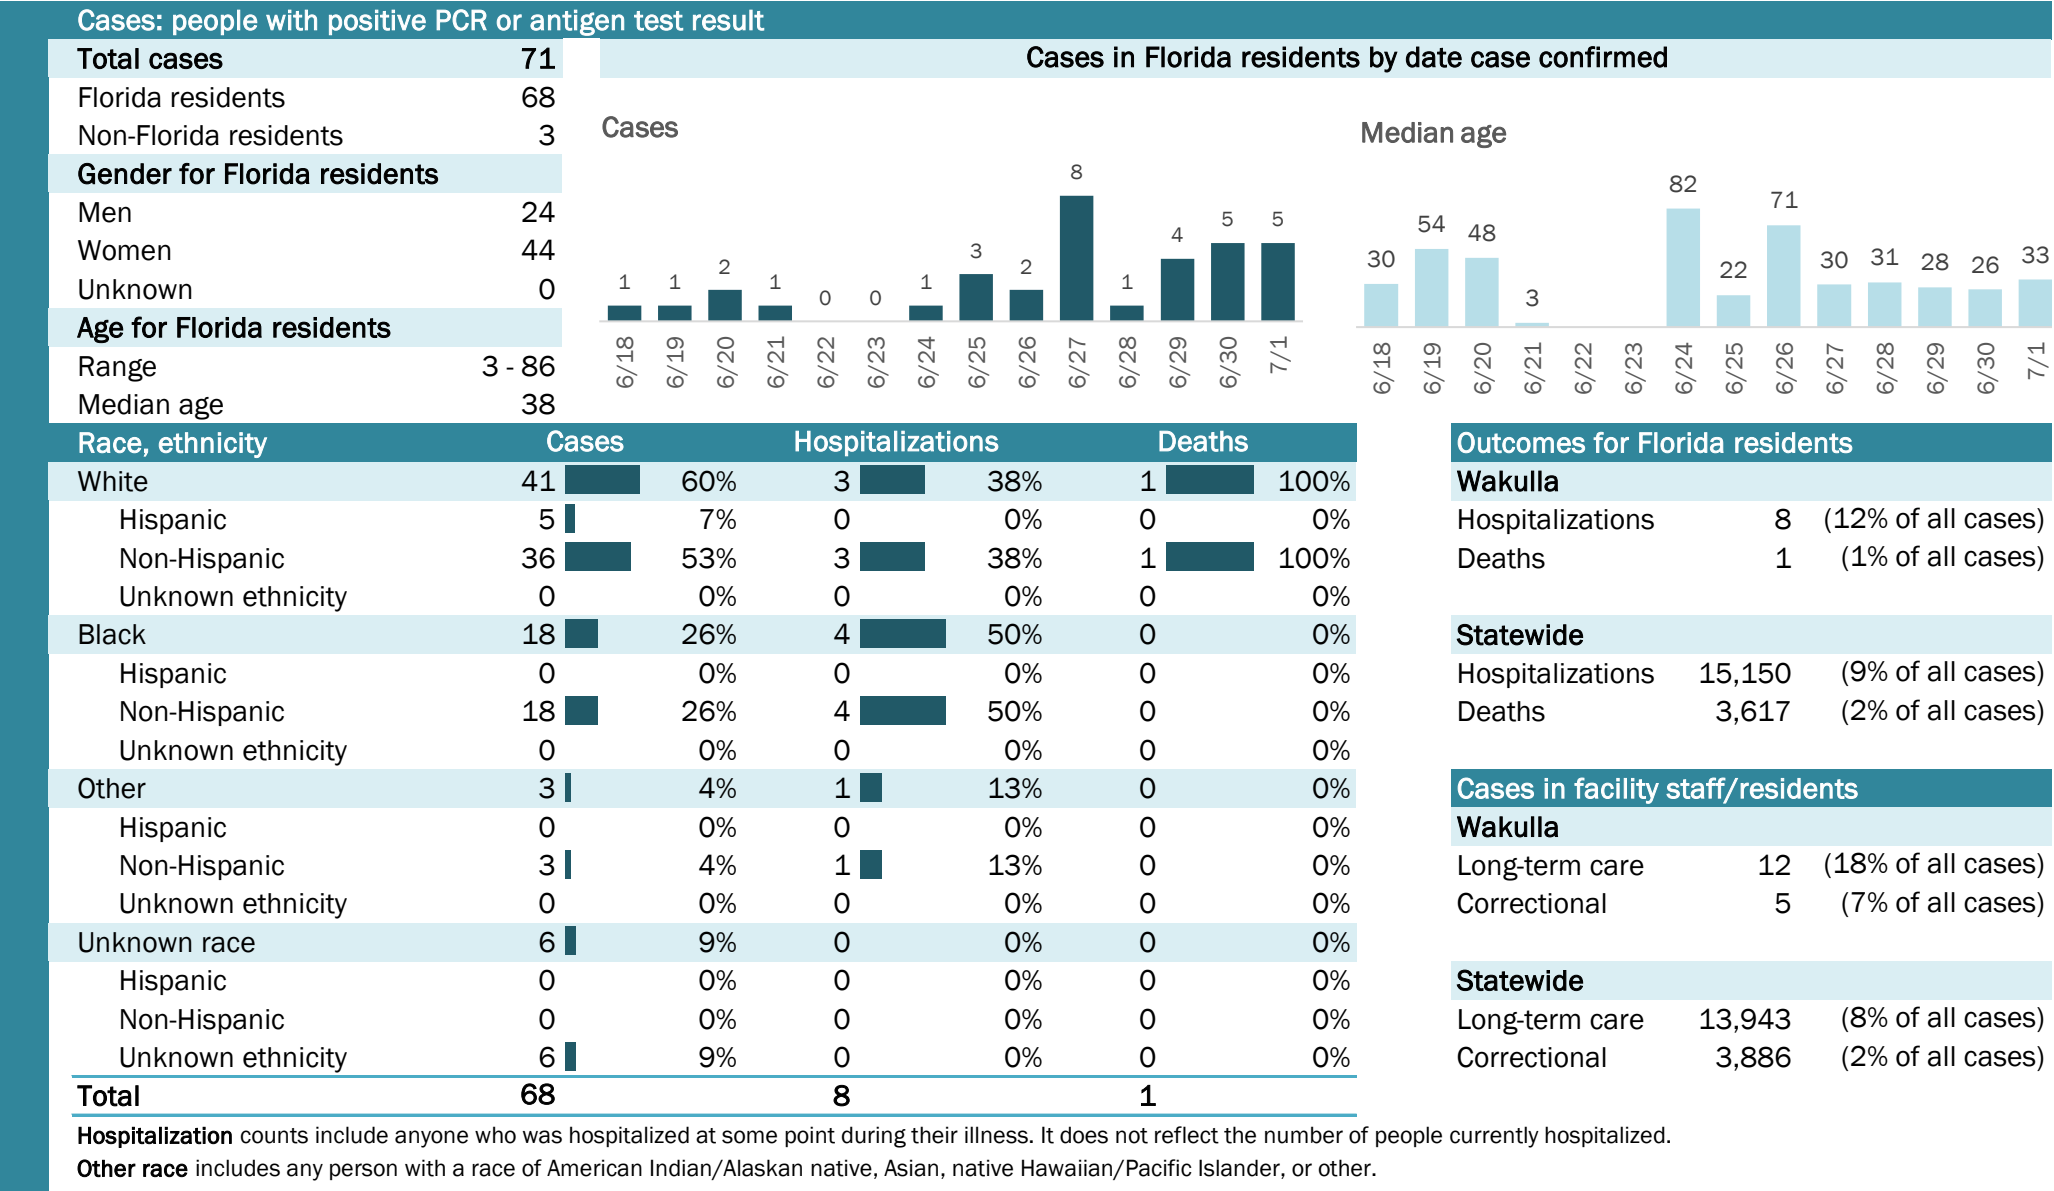 Cases: people with positive PCR or antigen test result
Total cases 71
Florida residents 68
Non-Florida residents 3
Gender for Florida residents
Men 24
Women 44
Unknown 0
Age for Florida residents
Range 3 - 86
Median age 38
Cases in Florida residents by date case confirmed
Cases
1 1 2 1 0 0 1 3 2 8 1 4 5 5
6/18 6/19 6/20 6/21 6/22 6/23 6/24 6/25 6/26 6/27 6/28 6/29 6/30 7/1
Median age
30 54 48 3 82 22 71 30 31 28 26 33
6/18 6/19 6/20 6/21 6/22 6/23 6/24 6/25 6/26 6/27 6/28 6/29 6/30 7/1
Race, ethnicity Cases Hospitalizations Deaths
White 41 60% 3 38% 1 100%
Hispanic 5 7% 0 0% 0 0%
Non-Hispanic 36 53% 3 38% 1 100%
Unknown ethnicity 0 0% 0 0% 0 0%
Black 18 26% 4 50% 0 0%
Hispanic 0 0% 0 0% 0 0%
Non-Hispanic 18 26% 4 50% 0 0%
Unknown ethnicity 0 0% 0 0% 0 0%
Other 3 4% 1 13% 0 0%
Hispanic 0 0% 0 0% 0 0%
Non-Hispanic 3 4% 1 13% 0 0%
Unknown ethnicity 0 0% 0 0% 0 0%
Unknown race 6 9% 0 0% 0 0%
Hispanic 0 0% 0 0% 0 0%
Non-Hispanic 0 0% 0 0% 0 0%
Unknown ethnicity 6 9% 0 0% 0 0%
Total 68 8 1
Outcomes for Florida residents
Wakulla
Hospitalizations 8 (12% of all cases)
Deaths 1 (1% of all cases)
Statewide
Hospitalizations 15,150 (9% of all cases)
Deaths 3,617 (2% of all cases)
Cases in facility staff/residents
Wakulla
Long-term care 12 (18% of all cases)
Correctional 5 (7% of all cases)
Statewide
Long-term care 13,943 (8% of all cases)
Correctional 3,886 (2% of all cases)
Hospitalization counts include anyone who was hospitalized at some point during their illness. It does not reflect the number of people currently hospitalized.
Other race includes any person with a race of American Indian/Alaskan native, Asian, native Hawaiian/Pacific Islander, or other.